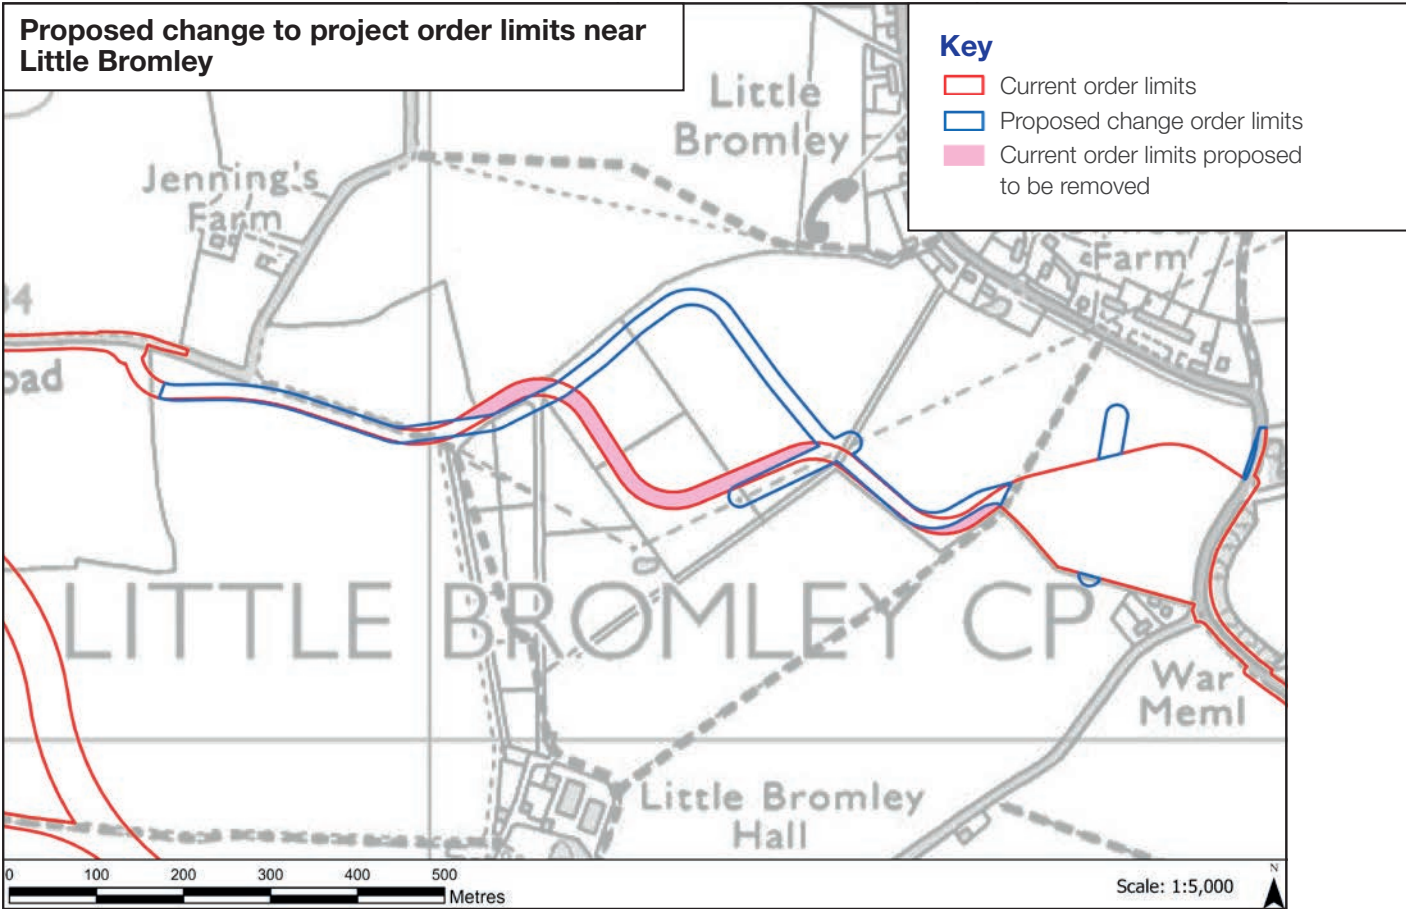 Proposed change to project order limits near
Little Bromley
Key
Current order limits
Proposed change order limits
Current order limits proposed
to be removed
Little
Bromley
Jenning's
Farm
Farm
34
oad
LITTLE BROMLEY CP
War
Meml
Little Bromley
Hall
0 100 200 300 400 500
Metres
Scale: 1:5,000
N